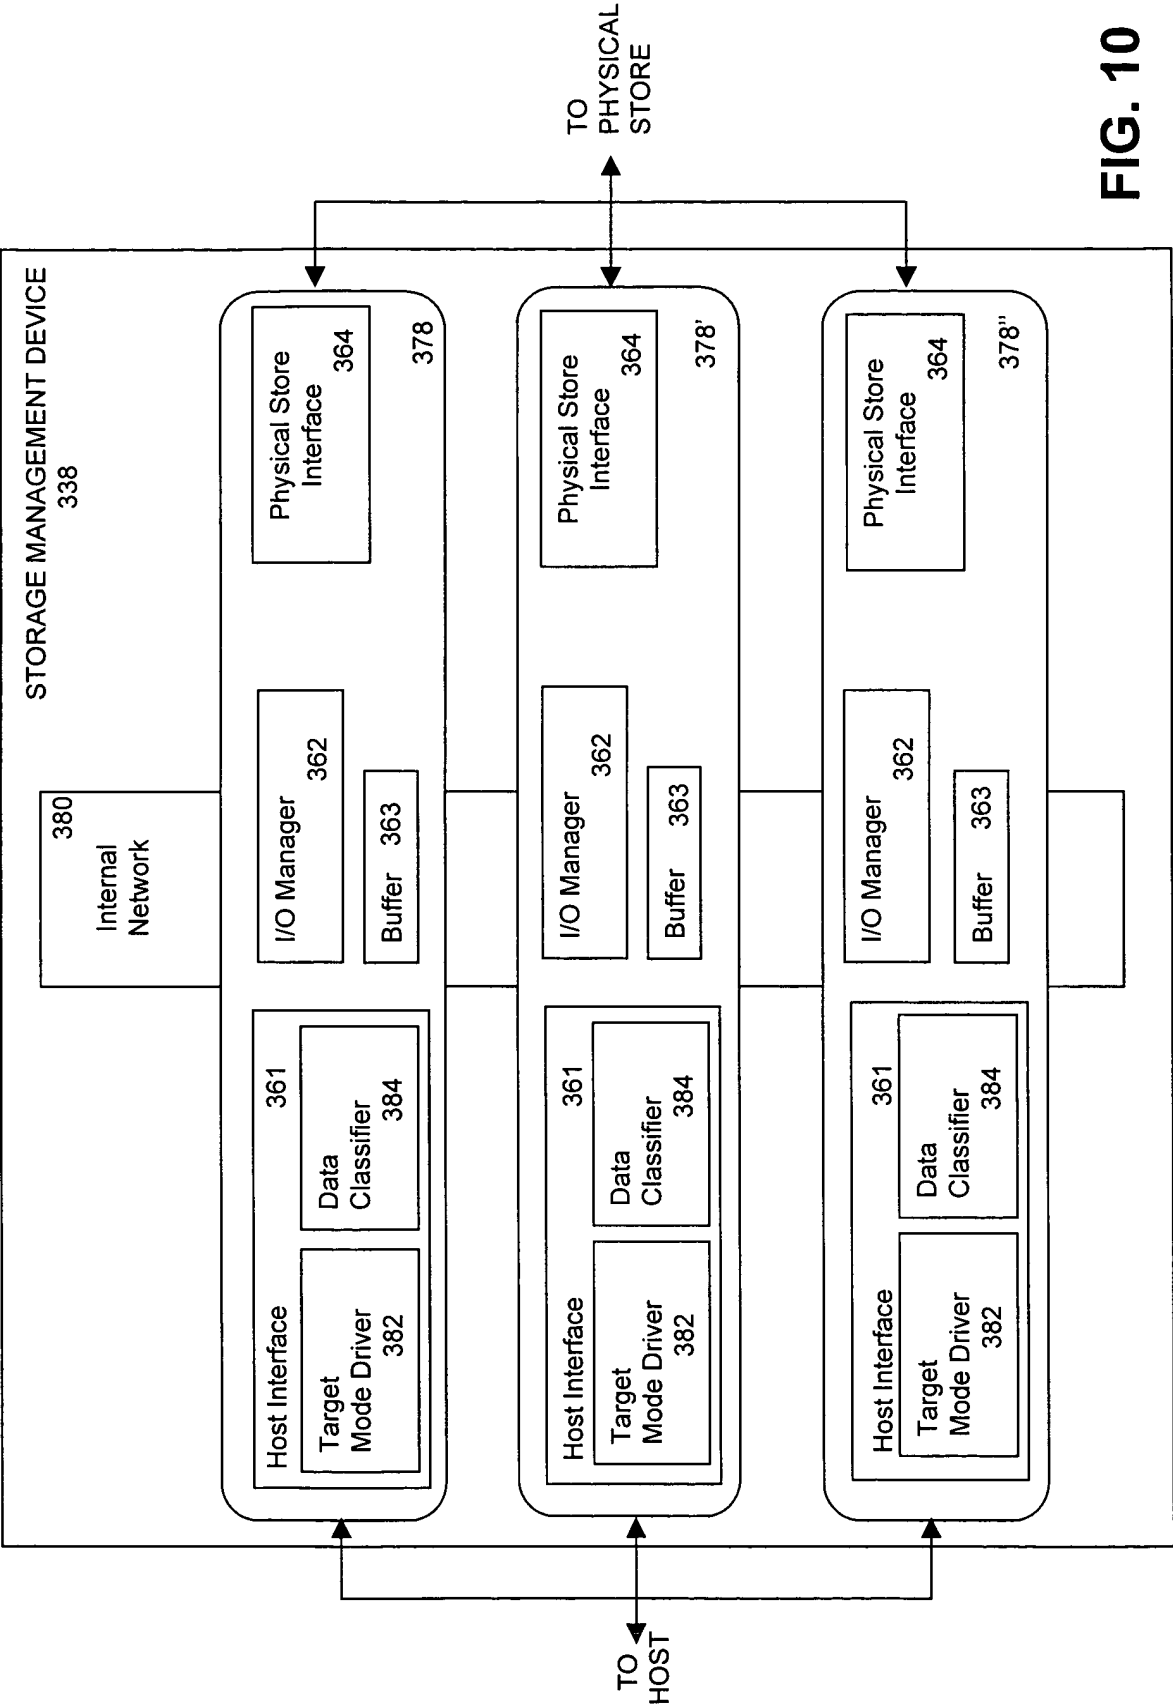 STORAGE MANAGEMENT DEVICE
338
380
Internal
Network
Host Interface
361
Target
Mode Driver
382
Data
Classifier
384
I/O Manager
362
Buffer 363
Physical Store
Interface
364
378
Host Interface
361
Target
Mode Driver
382
Data
Classifier
384
I/O Manager
362
Buffer 363
Physical Store
Interface
364
378'
Host Interface
361
Target
Mode Driver
382
Data
Classifier
384
I/O Manager
362
Buffer 363
Physical Store
Interface
364
378"
TO
HOST
TO
PHYSICAL
STORE
FIG. 10